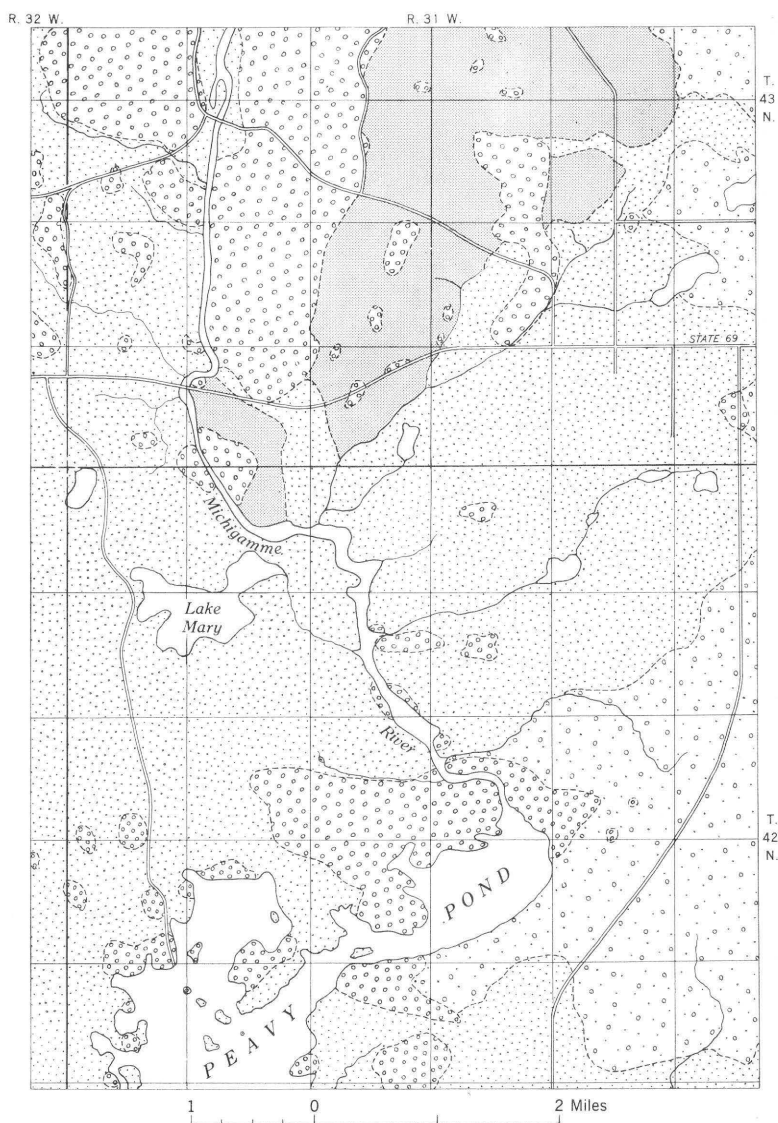 R. 32 W.
R. 31 W.
T.
43
N.
STATE 69
Michigamme
Lake
Mary
River
T.
42
N.
POND
PEAVY
1 0 2 Miles